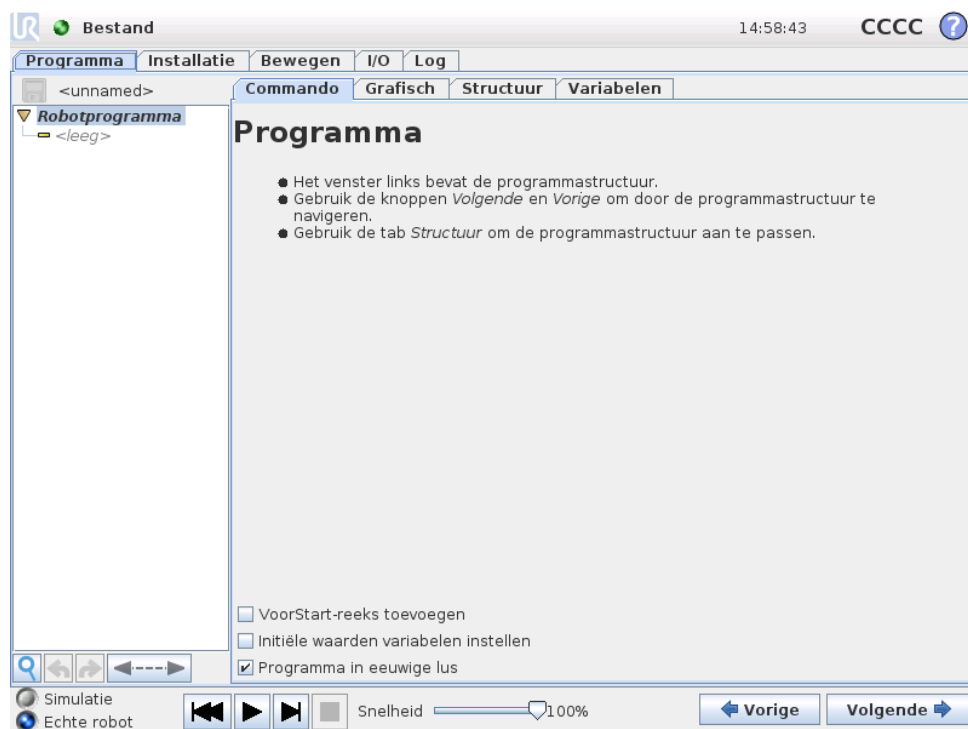 UR Bestand 14:58:43 CCCC ?
Programma Installatie Bewegen I/O Log
<unnamed>
Commando Grafisch Structuur Variabelen
Robotprogramma
<leeg>
Programma
Het venster links bevat de programmastructuur.
Gebruik de knoppen Volgende en Vorige om door de programmastructuur te
navigeren.
Gebruik de tab Structuur om de programmastructuur aan te passen.
VoorStart-reeks toevoegen
Initiële waarden variabelen instellen
Programma in eeuwige lus
Simulatie
Echte robot
Snelheid 100%
Vorige Volgende